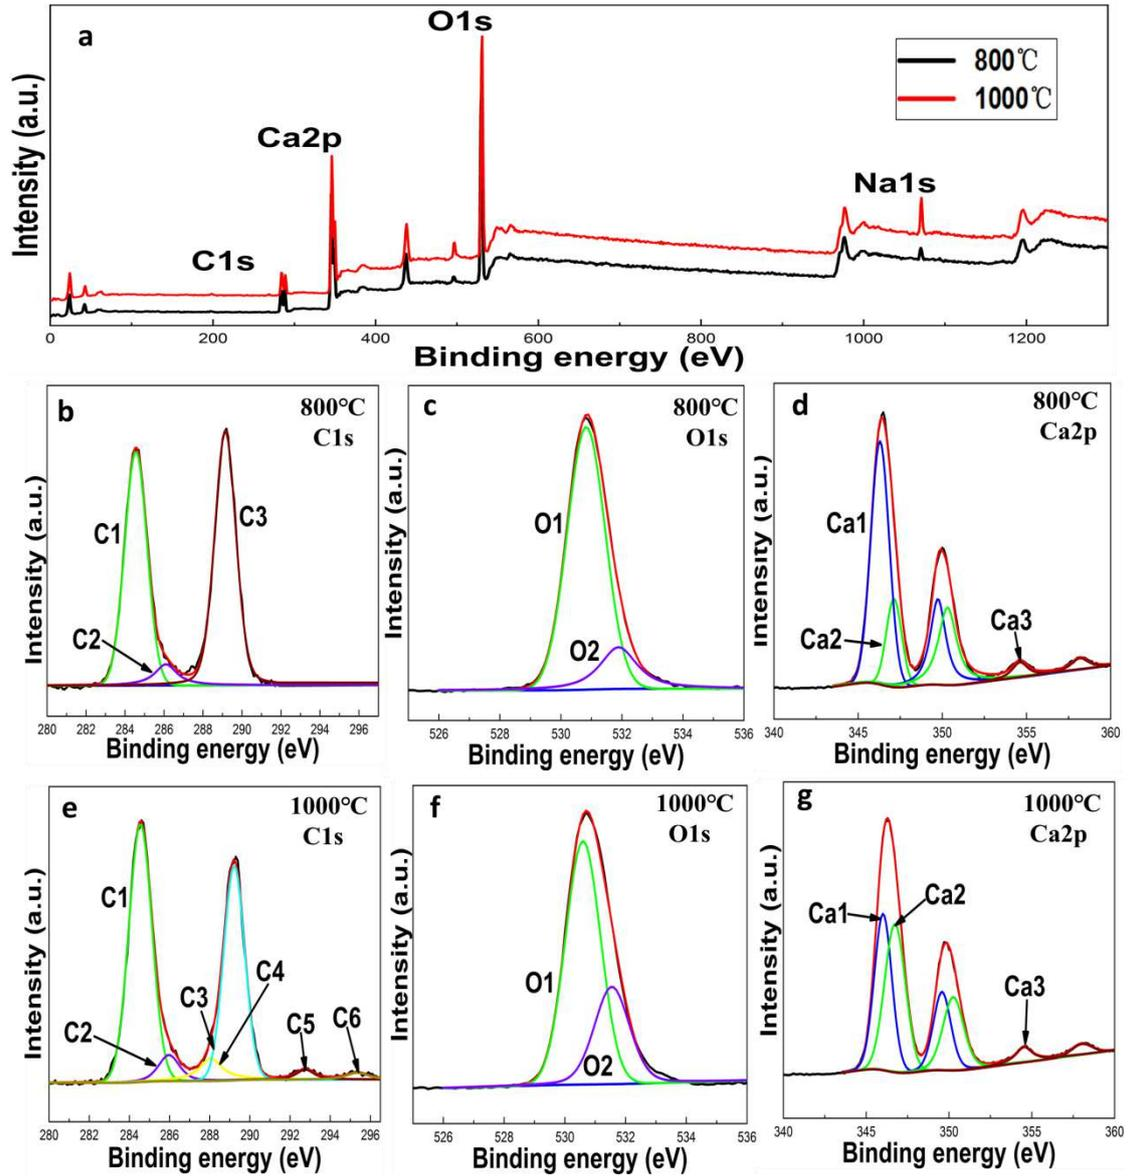 a
O1s
800℃
1000℃
Ca2p
Na1s
C1s
Intensity (a.u.)
0 200 400 600 800 1000 1200
Binding energy (eV)
b
800°C
C1s
C1
C3
C2
Intensity (a.u.)
280 282 284 286 288 290 292 294 296
Binding energy (eV)
c
800°C
O1s
O1
O2
Intensity (a.u.)
526 528 530 532 534 536
Binding energy (eV)
d
800°C
Ca2p
Ca1
Ca2
Ca3
Intensity (a.u.)
340 345 350 355 360
Binding energy (eV)
e
1000°C
C1s
C1
C2
C3
C4
C5
C6
Intensity (a.u.)
280 282 284 286 288 290 292 294 296
Binding energy (eV)
f
1000°C
O1s
O1
O2
Intensity (a.u.)
526 528 530 532 534 536
Binding energy (eV)
g
1000°C
Ca2p
Ca1
Ca2
Ca3
Intensity (a.u.)
340 345 350 355 360
Binding energy (eV)